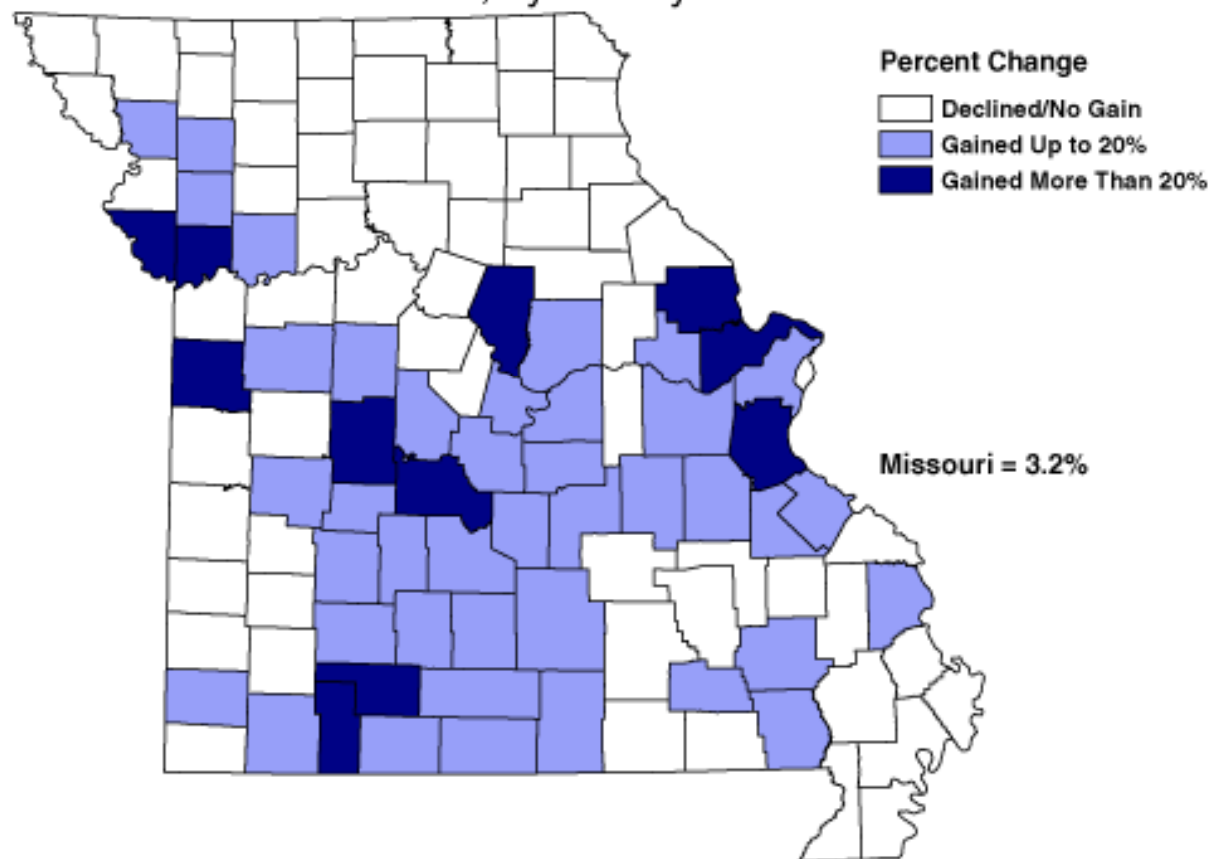 Percent Change
Declined/No Gain
Gained Up to 20%
Gained More Than 20%
Missouri = 3.2%